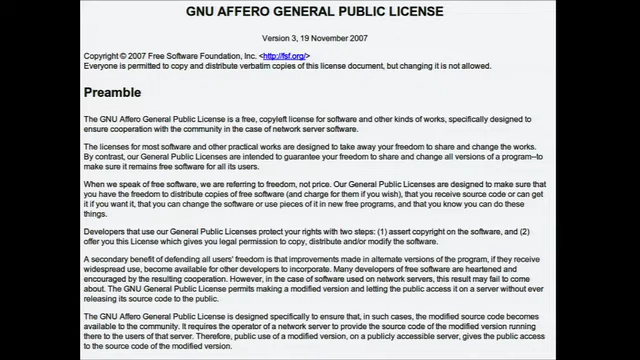 GNU AFFERO GENERAL PUBLIC LICENSE
Version 3, 19 November 2007
Copyright © 2007 Free Software Foundation, Inc. <http://fsf.org/>
Everyone is permitted to copy and distribute verbatim copies of this license document, but changing it is not allowed.
Preamble
The GNU Affero General Public License is a free, copyleft license for software and other kinds of works, specifically designed to
ensure cooperation with the community in the case of network server software.
The licenses for most software and other practical works are designed to take away your freedom to share and change the works.
By contrast, our General Public Licenses are intended to guarantee your freedom to share and change all versions of a program--to
make sure it remains free software for all its users.
When we speak of free software, we are referring to freedom, not price. Our General Public Licenses are designed to make sure that
you have the freedom to distribute copies of free software (and charge for them if you wish), that you receive source code or can get
it if you want it, that you can change the software or use pieces of it in new free programs, and that you know you can do these
things.
Developers that use our General Public Licenses protect your rights with two steps: (1) assert copyright on the software, and (2)
offer you this License which gives you legal permission to copy, distribute and/or modify the software.
A secondary benefit of defending all users' freedom is that improvements made in alternate versions of the program, if they receive
widespread use, become available for other developers to incorporate. Many developers of free software are heartened and
encouraged by the resulting cooperation. However, in the case of software used on network servers, this result may fail to come
about. The GNU General Public License permits making a modified version and letting the public access it on a server without ever
releasing its source code to the public.
The GNU Affero General Public License is designed specifically to ensure that, in such cases, the modified source code becomes
available to the community. It requires the operator of a network server to provide the source code of the modified version running
there to the users of that server. Therefore, public use of a modified version, on a publicly accessible server, gives the public access
to the source code of the modified version.